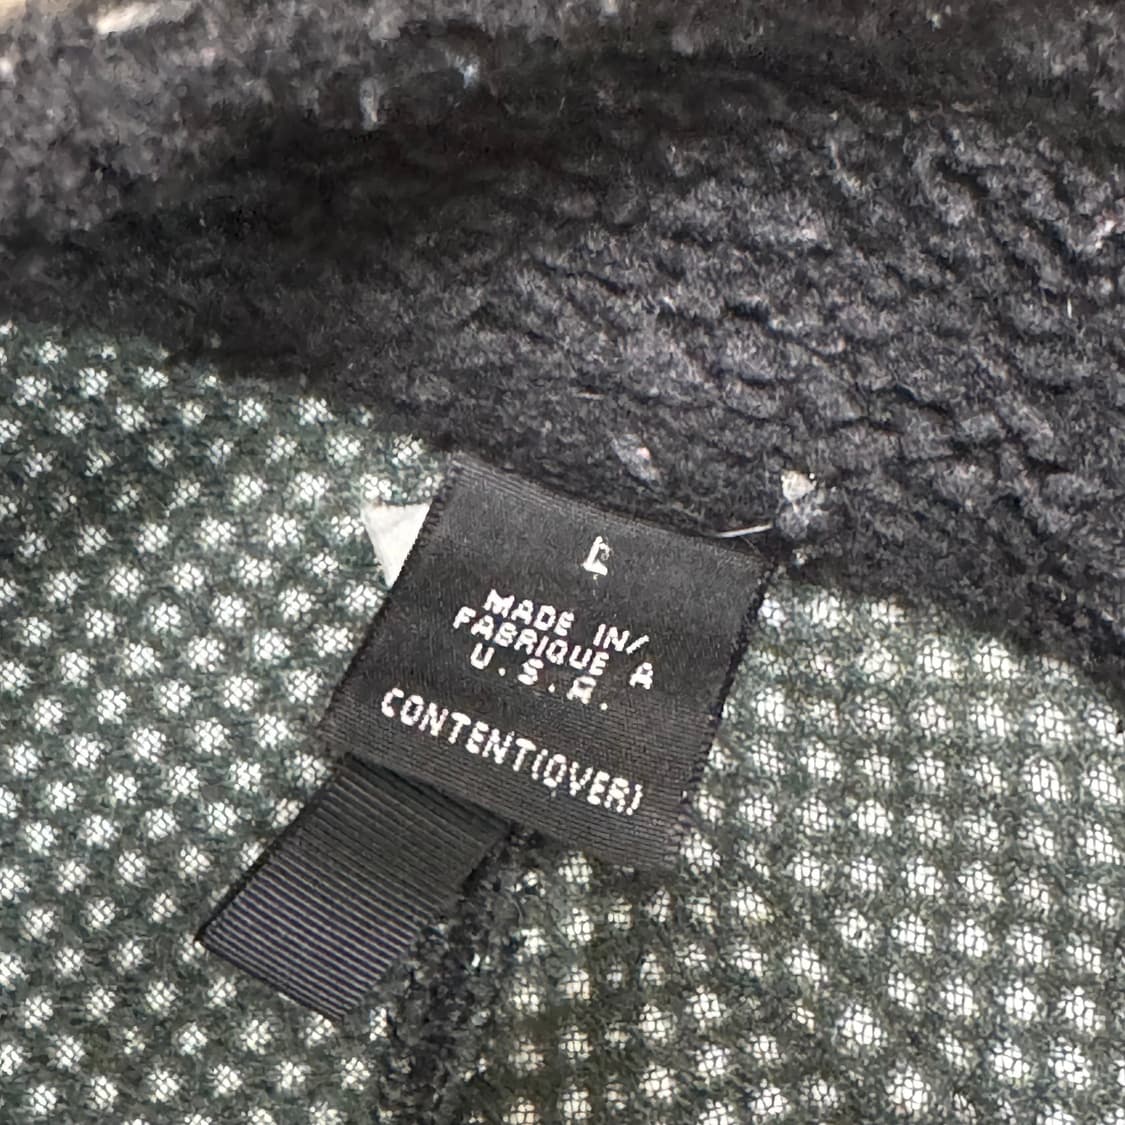 L
MADE IN/
FABRIQUE A
U.S.A.
CONTENT(OVER)